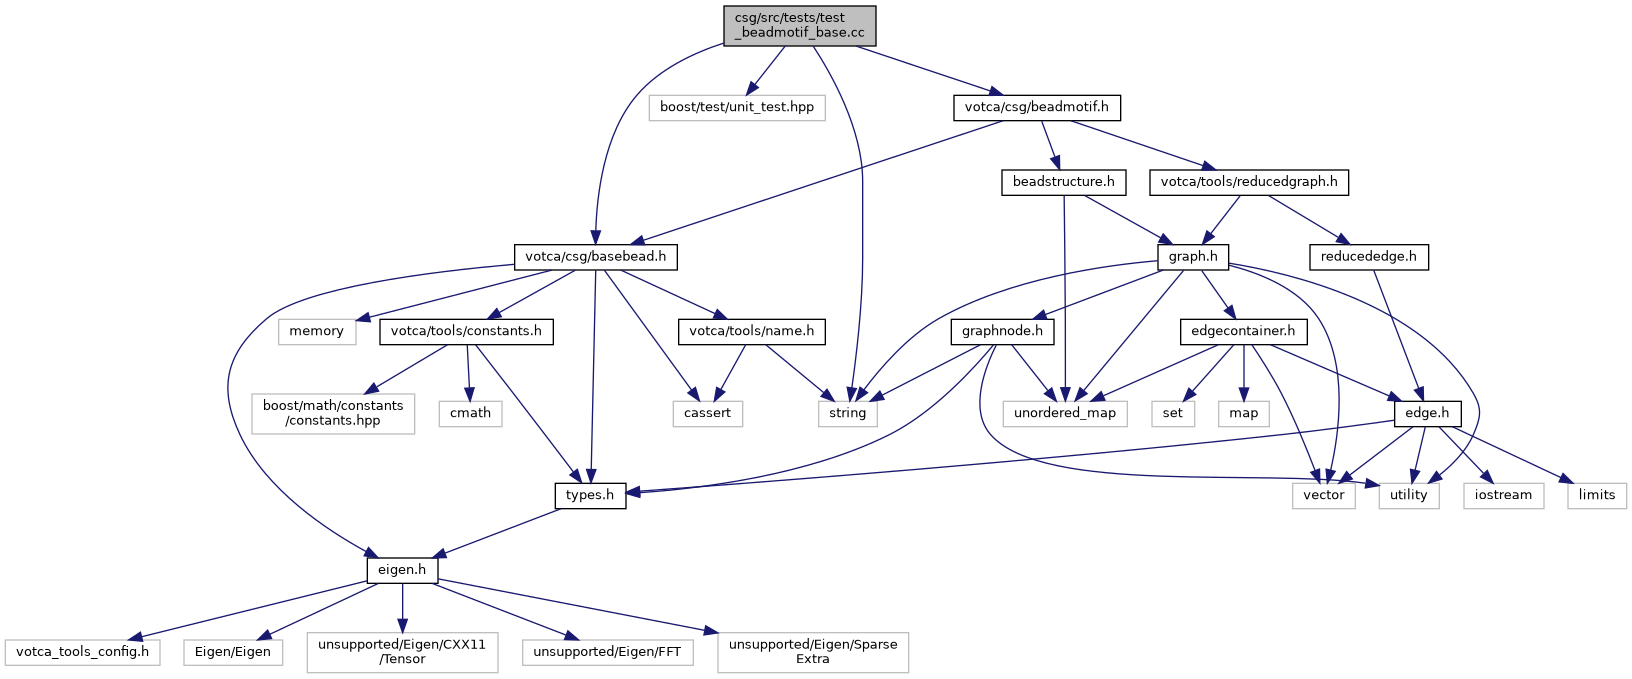 csg/src/tests/test
_beadmotif_base.cc
boost/test/unit_test.hpp
votca/csg/beadmotif.h
beadstructure.h
votca/tools/reducedgraph.h
votca/csg/basebead.h
graph.h
reducededge.h
memory
votca/tools/constants.h
votca/tools/name.h
graphnode.h
edgecontainer.h
boost/math/constants
/constants.hpp
cmath
cassert
string
unordered_map
set
map
edge.h
types.h
vector
utility
iostream
limits
eigen.h
votca_tools_config.h
Eigen/Eigen
unsupported/Eigen/CXX11
/Tensor
unsupported/Eigen/FFT
unsupported/Eigen/Sparse
Extra